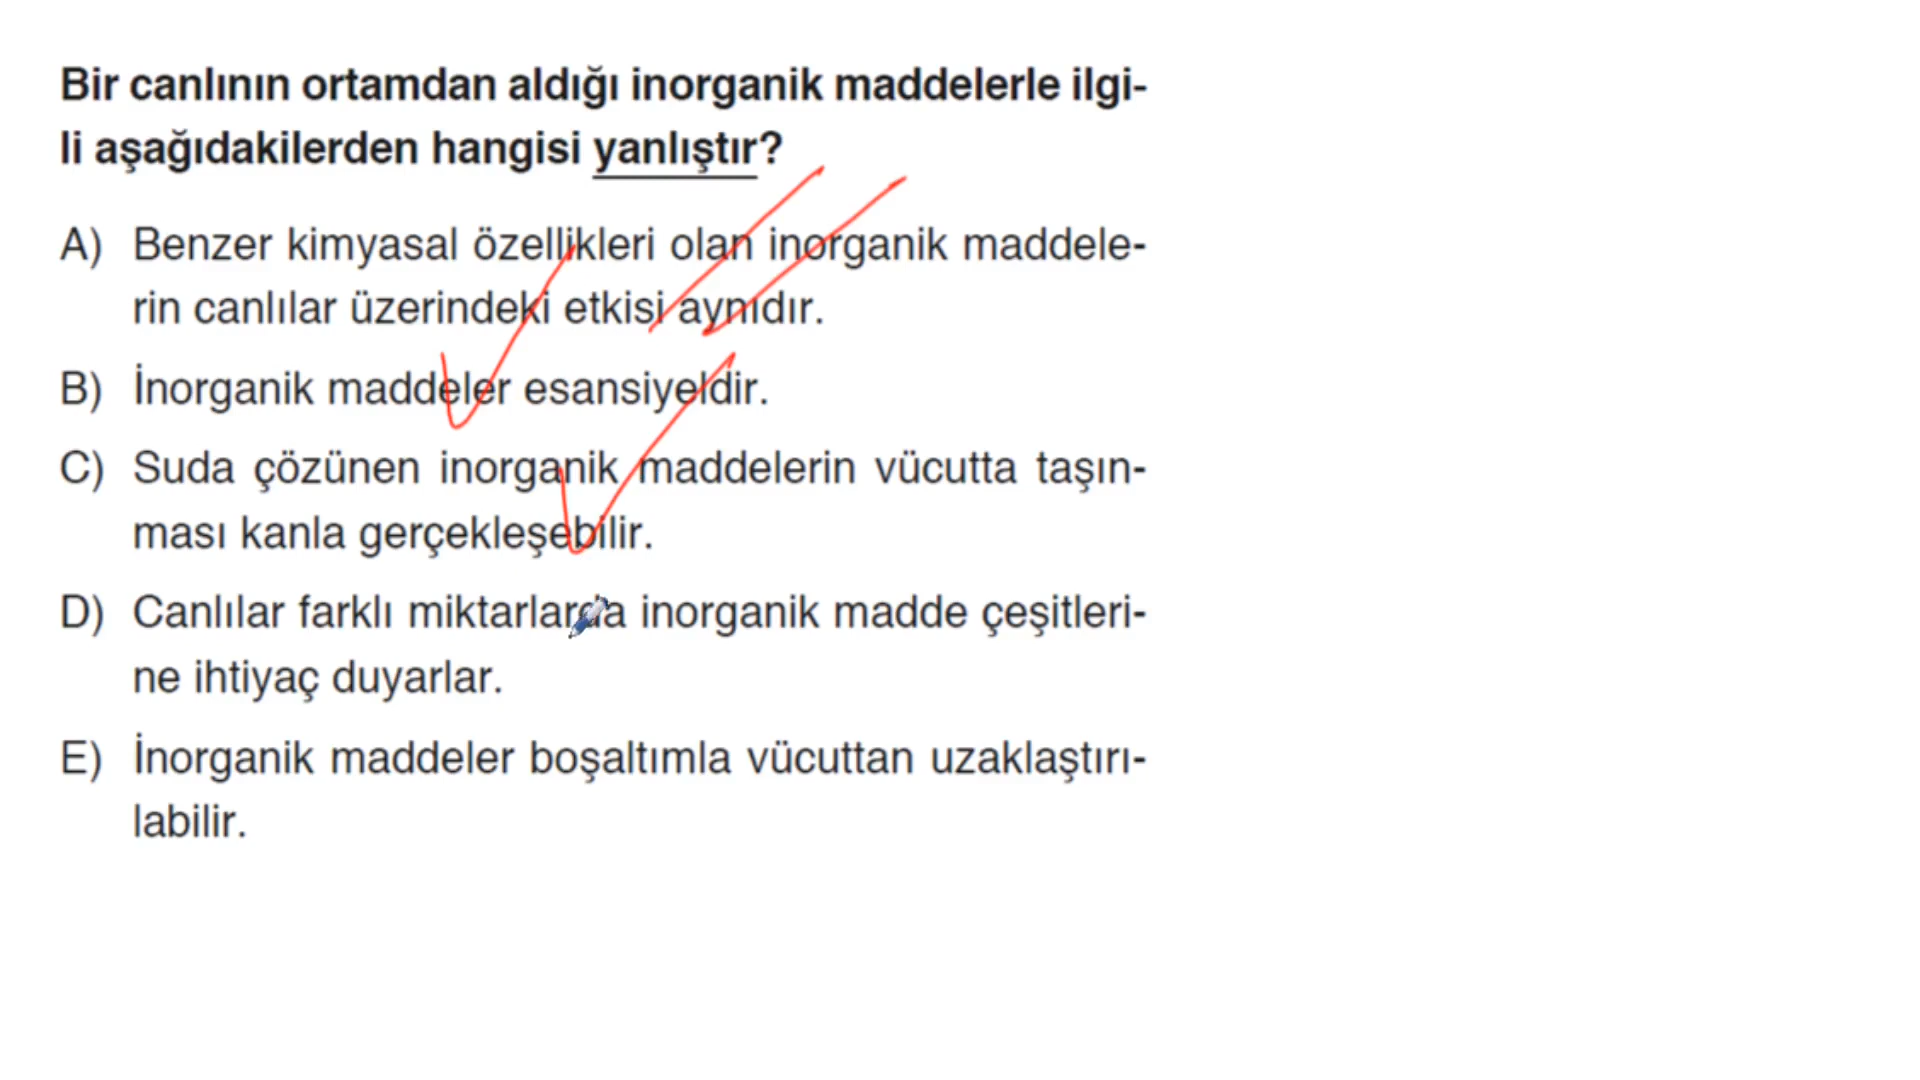 Bir canlının ortamdan aldığı inorganik maddelerle ilgi-
li aşağıdakilerden hangisi yanlıştır?
A) Benzer kimyasal özellikleri olan inorganik maddele-
rin canlılar üzerindeki etkisi aynıdır.
B) İnorganik maddeler esansiyeldir.
C) Suda çözünen inorganik maddelerin vücutta taşın-
ması kanla gerçekleşebilir.
D) Canlılar farklı miktarlarda inorganik madde çeşitleri-
ne ihtiyaç duyarlar.
E) İnorganik maddeler boşaltımla vücuttan uzaklaştırı-
labilir.